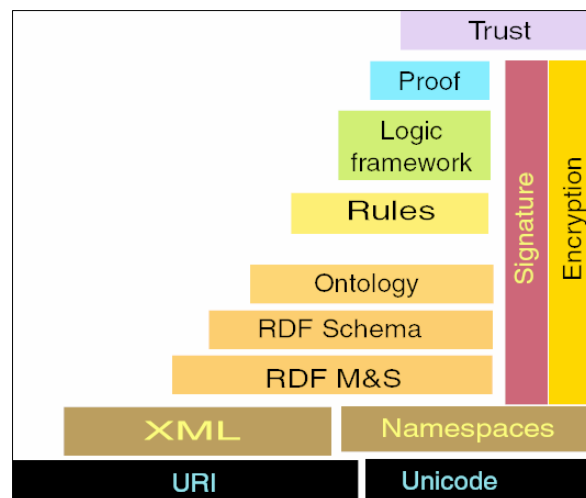 Trust
Proof
Logic
framework
Rules
Ontology
RDF Schema
RDF M&S
Signature
Encryption
XML
Namespaces
URI
Unicode